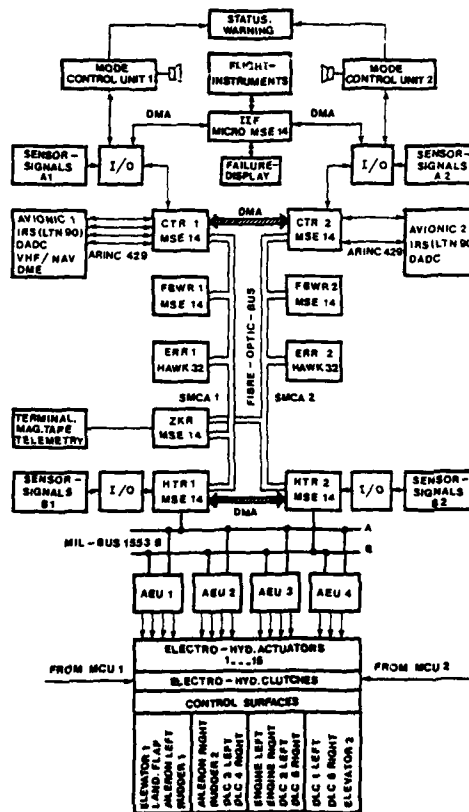 STATUS.
WARNING
MODE
CONTROL UNIT 1
FLIGHT-
INSTRUMENTS
MODE
CONTROL UNIT 2
DMA
MICRO MSE 14
DMA
SENSOR-
SIGNALS
A1
I/O
FAILURE-
DISPLAY
I/O
SENSOR-
SIGNALS
A2
AVIONIC 1
IRS (LTN 90)
DADC
VHF/NAV
DME
ARINC 429
CTR 1
MSE 14
DMA
CTR 2
MSE 14
ARINC 429
AVIONIC 2
IRS (LTN 90)
DADC
FBWR 1
MSE 14
FBWR 2
MSE 14
FIBRE-OPTIC-BUS
ERR 1
HAWK 32
ERR 2
HAWK 32
SMCA 1
SMCA 2
TERMINAL.
MAG.TAPE
TELEMETRY
ZKR
MSE 14
SENSOR-
SIGNALS
B1
I/O
HTR 1
MSE 14
DMA
HTR 2
MSE 14
I/O
SENSOR-
SIGNALS
B2
A
MIL-BUS 1553 B
B
AEU 1
AEU 2
AEU 3
AEU 4
ELECTRO-HYD. ACTUATORS
1...16
FROM MCU 1
ELECTRO-HYD. CLUTCHES
FROM MCU 2
CONTROL SURFACES
ELEVATOR 1
LAND. FLAP
AILERON LEFT
RUDDER 1
AILERON RIGHT
RUDDER 2
DLC 3 LEFT
DLC 4 RIGHT
ENGINE LEFT
ENGINE RIGHT
DLC 2 LEFT
DLC 5 RIGHT
DLC 1 LEFT
DLC 6 RIGHT
ELEVATOR 2